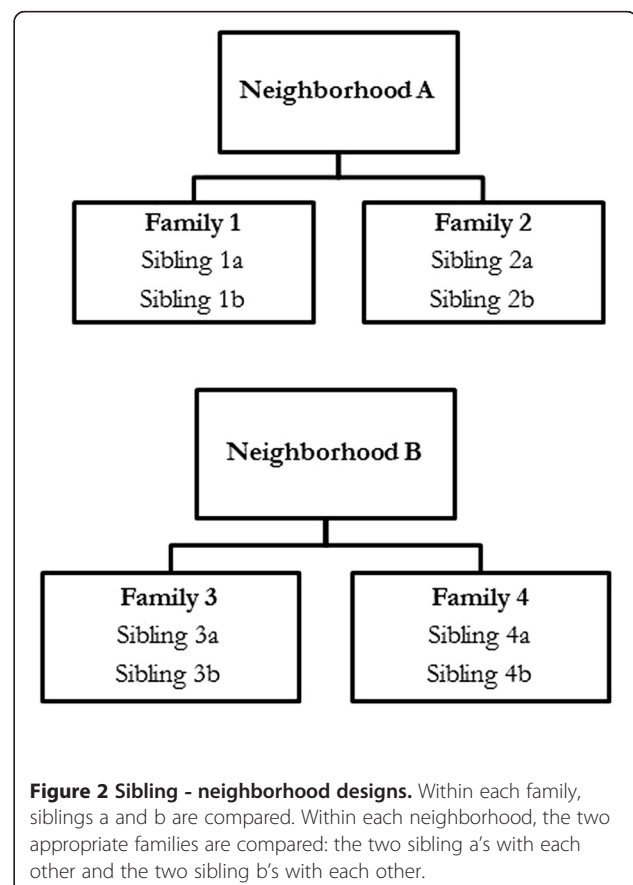 Neighborhood A
Family 1
Sibling 1a
Sibling 1b
Family 2
Sibling 2a
Sibling 2b
Neighborhood B
Family 3
Sibling 3a
Sibling 3b
Family 4
Sibling 4a
Sibling 4b
Figure 2 Sibling - neighborhood designs. Within each family,
siblings a and b are compared. Within each neighborhood, the two
appropriate families are compared: the two sibling a's with each
other and the two sibling b's with each other.